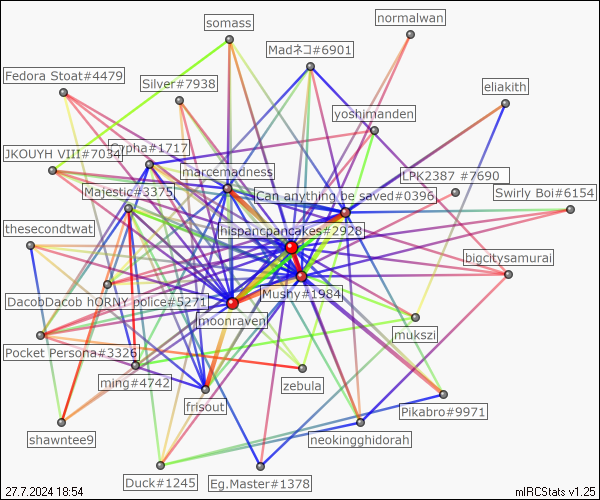 somass
normalwan
Madネコ#6901
Fedora Stoat#4479
Silver#7938
eliakith
yoshimanden
JKOUYH VIII#7034
Cypha#1717
marcemadness
LPK2387 #7690
Majestic#3375
Can anything be saved#0396
Swirly Boi#6154
thesecondtwat
hispancpancakes#2928
bigcitysamurai
Mushy#1984
DacobDacob hORNY police#5271
moonraven
mukszi
Pocket Persona#3326
ming#4742
zebula
frisout
Pikabro#9971
shawntee9
neokingghidorah
Duck#1245
Eg.Master#1378
27.7.2024 18:54
mIRCStats v1.25